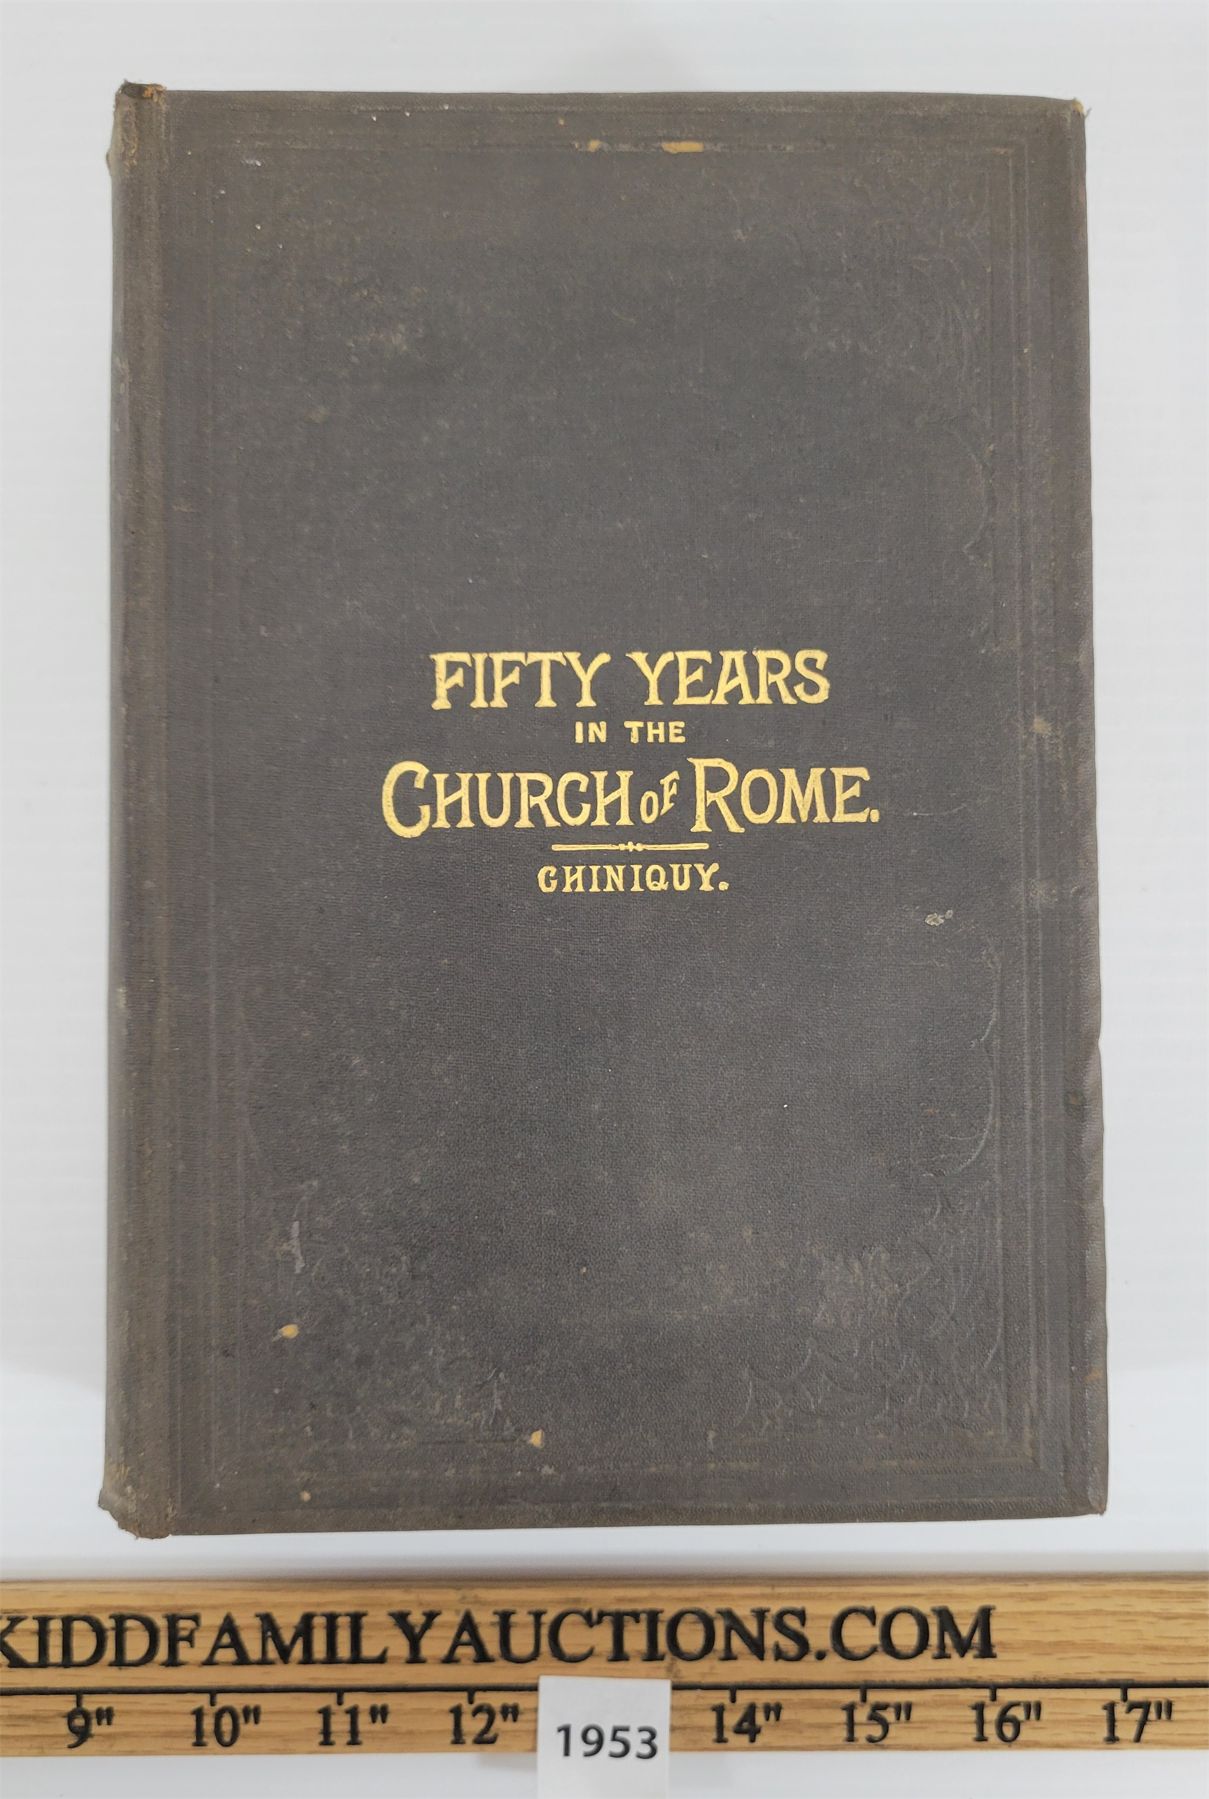 FIFTY YEARS
IN THE
CHURCH OF ROME.
CHINIQUY.
KIDDFAMILYAUCTIONS.COM
9" 10" 11" 12" 14" 15" 16" 17"
1953